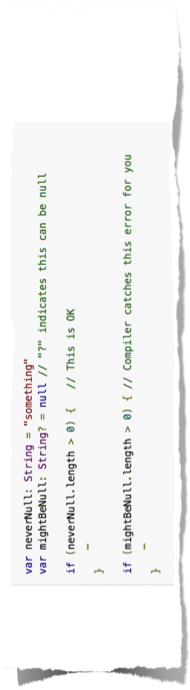 var neverNull: String = "something"
var mightBeNull: String? = null // "?" indicates this can be null
if (neverNull.length > 0) { // This is OK
…
}
if (mightBeNull.length > 0) { // Compiler catches this error for you
…
}